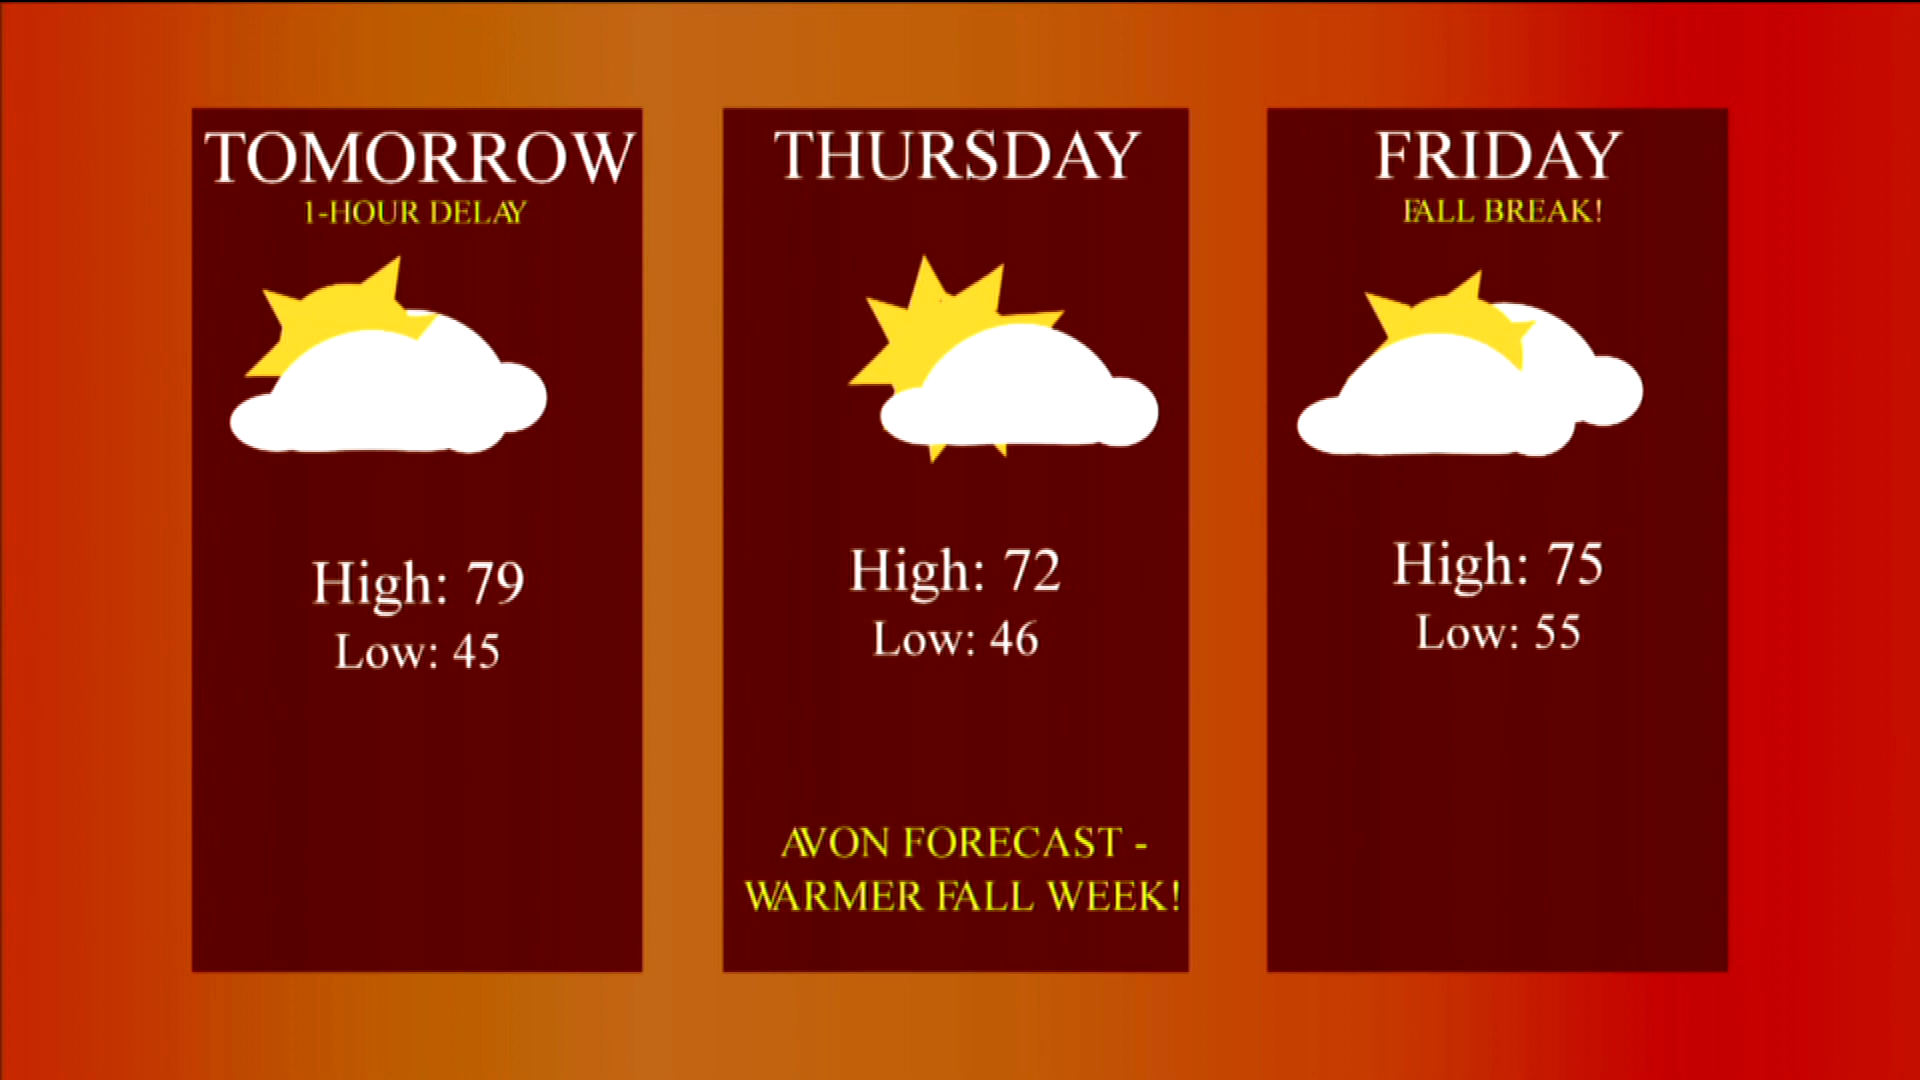 TOMORROW
1-HOUR DELAY
High: 79
Low: 45
THURSDAY
High: 72
Low: 46
AVON FORECAST -
WARMER FALL WEEK!
FRIDAY
FALL BREAK!
High: 75
Low: 55